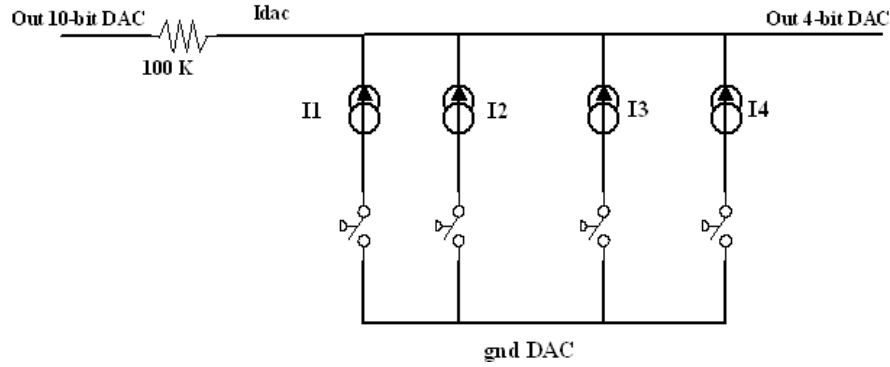 Out 10-bit DAC Idac Out 4-bit DAC
100 K
I1 I2 I3 I4
gnd DAC